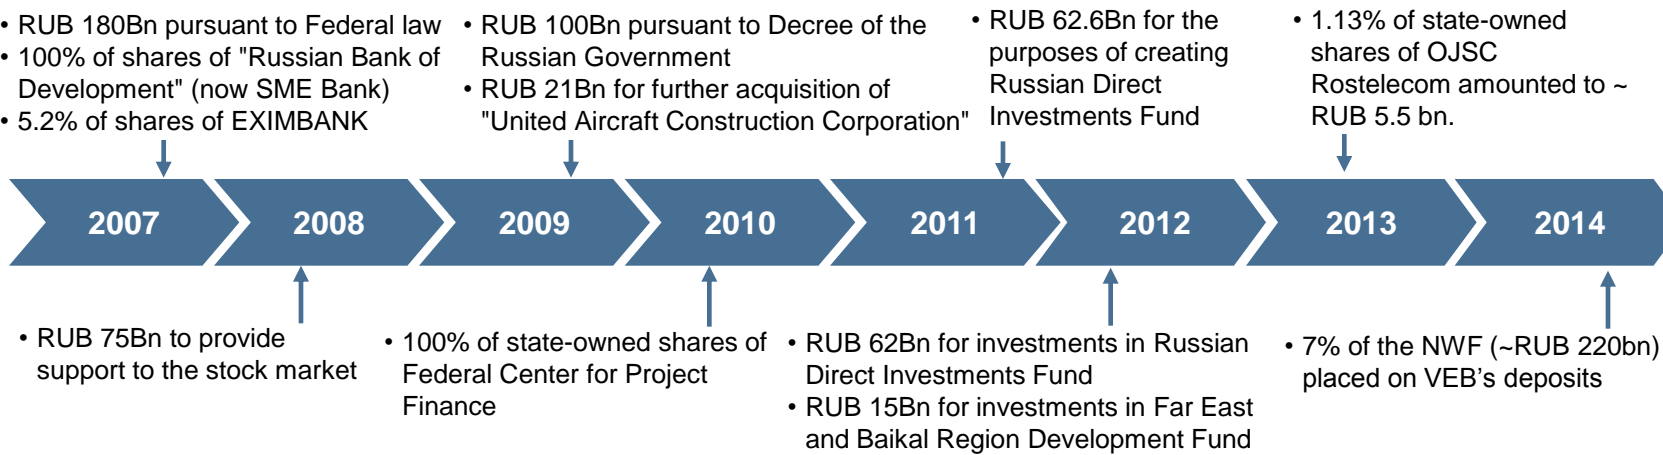 • RUB 180Bn pursuant to Federal law
• 100% of shares of "Russian Bank of
Development" (now SME Bank)
• 5.2% of shares of EXIMBANK
• RUB 100Bn pursuant to Decree of the
Russian Government
• RUB 21Bn for further acquisition of
"United Aircraft Construction Corporation"
• RUB 62.6Bn for the
purposes of creating
Russian Direct
Investments Fund
• 1.13% of state-owned
shares of OJSC
Rostelecom amounted to ~
RUB 5.5 bn.
2007
2008
2009
2010
2011
2012
2013
2014
• RUB 75Bn to provide
support to the stock market
• 100% of state-owned shares of
Federal Center for Project
Finance
• RUB 62Bn for investments in Russian
Direct Investments Fund
• RUB 15Bn for investments in Far East
and Baikal Region Development Fund
• 7% of the NWF (~RUB 220bn)
placed on VEB’s deposits